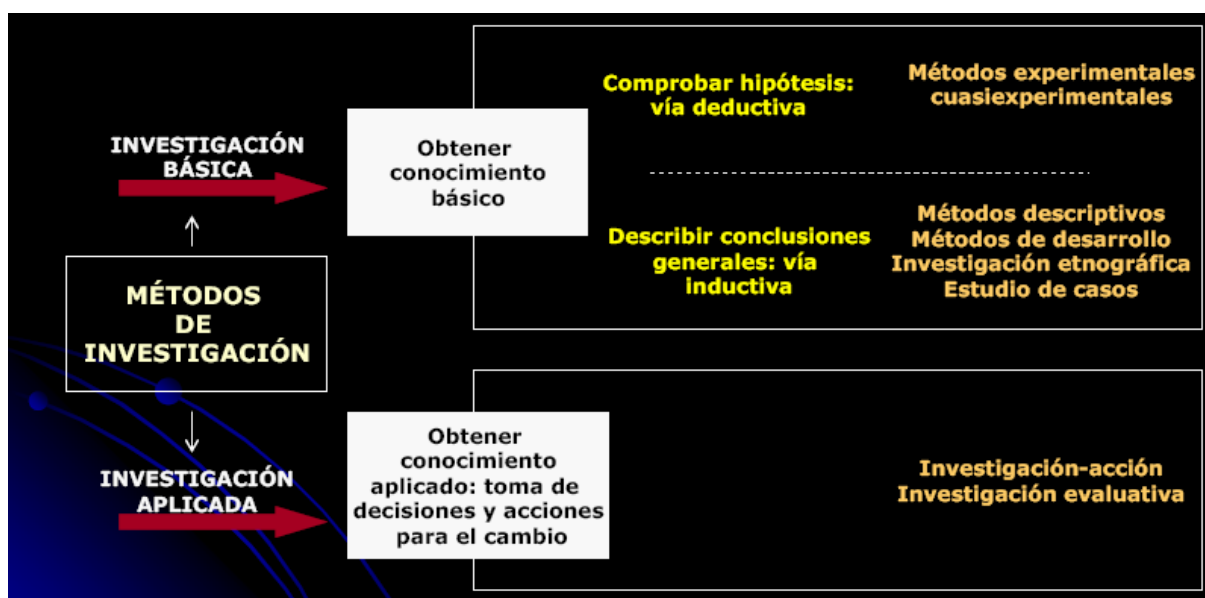 INVESTIGACIÓN
BÁSICA
Obtener
conocimiento
básico
Comprobar hipótesis:
vía deductiva
Métodos experimentales
cuasiexperimentales
Describir conclusiones
generales: vía
inductiva
Métodos descriptivos
Métodos de desarrollo
Investigación etnográfica
Estudio de casos
MÉTODOS
DE
INVESTIGACIÓN
INVESTIGACIÓN
APLICADA
Obtener
conocimiento
aplicado: toma de
decisiones y acciones
para el cambio
Investigación-acción
Investigación evaluativa